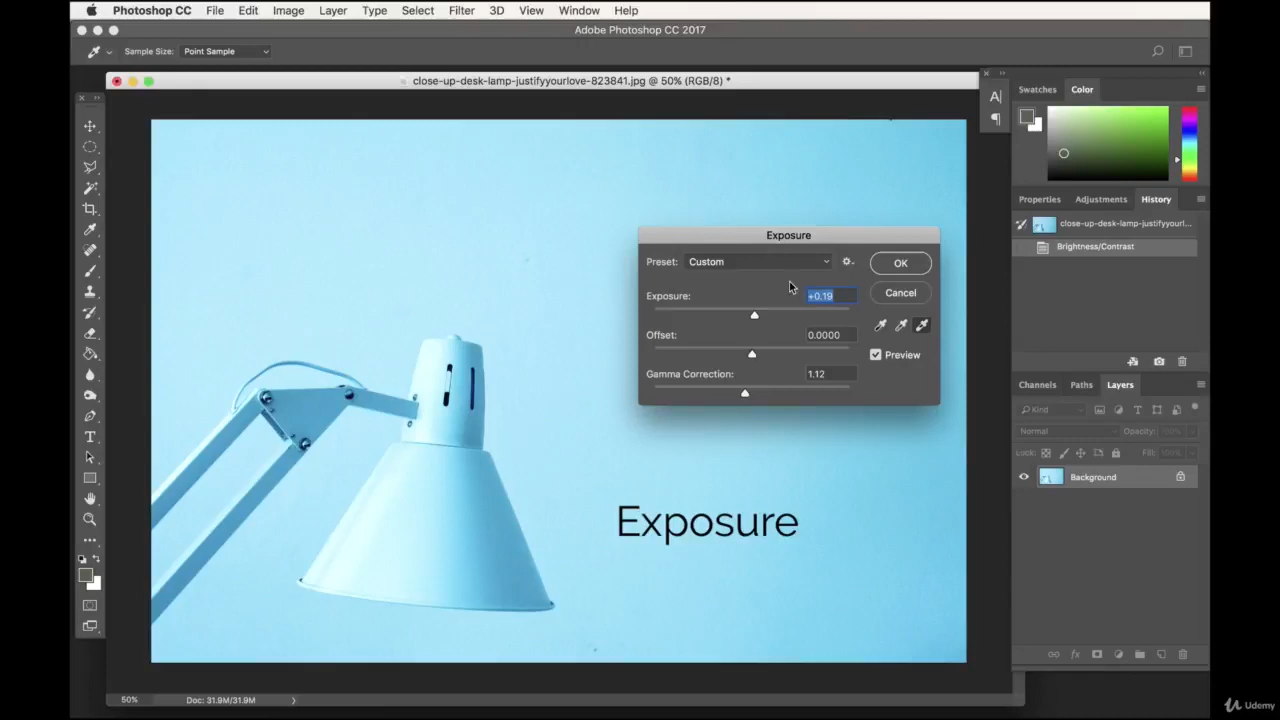 Photoshop CC File Edit Image Layer Type Select Filter 3D View Window Help
Adobe Photoshop CC 2017
Sample Size: Point Sample
close-up-desk-lamp-justifyyourlove-823841.jpg @ 50% (RGB/8) *
Swatches Color
Properties Adjustments History
close-up-desk-lamp-justifyyourl...
Brightness/Contrast
Exposure
Preset: Custom
OK
Exposure: +0.19
Cancel
Offset: 0.0000
Preview
Gamma Correction: 1.12
Channels Paths Layers
Kind
Normal Opacity: 100%
Lock: Fill: 100%
Background
Exposure
50% Doc: 31.9M/31.9M
Udemy